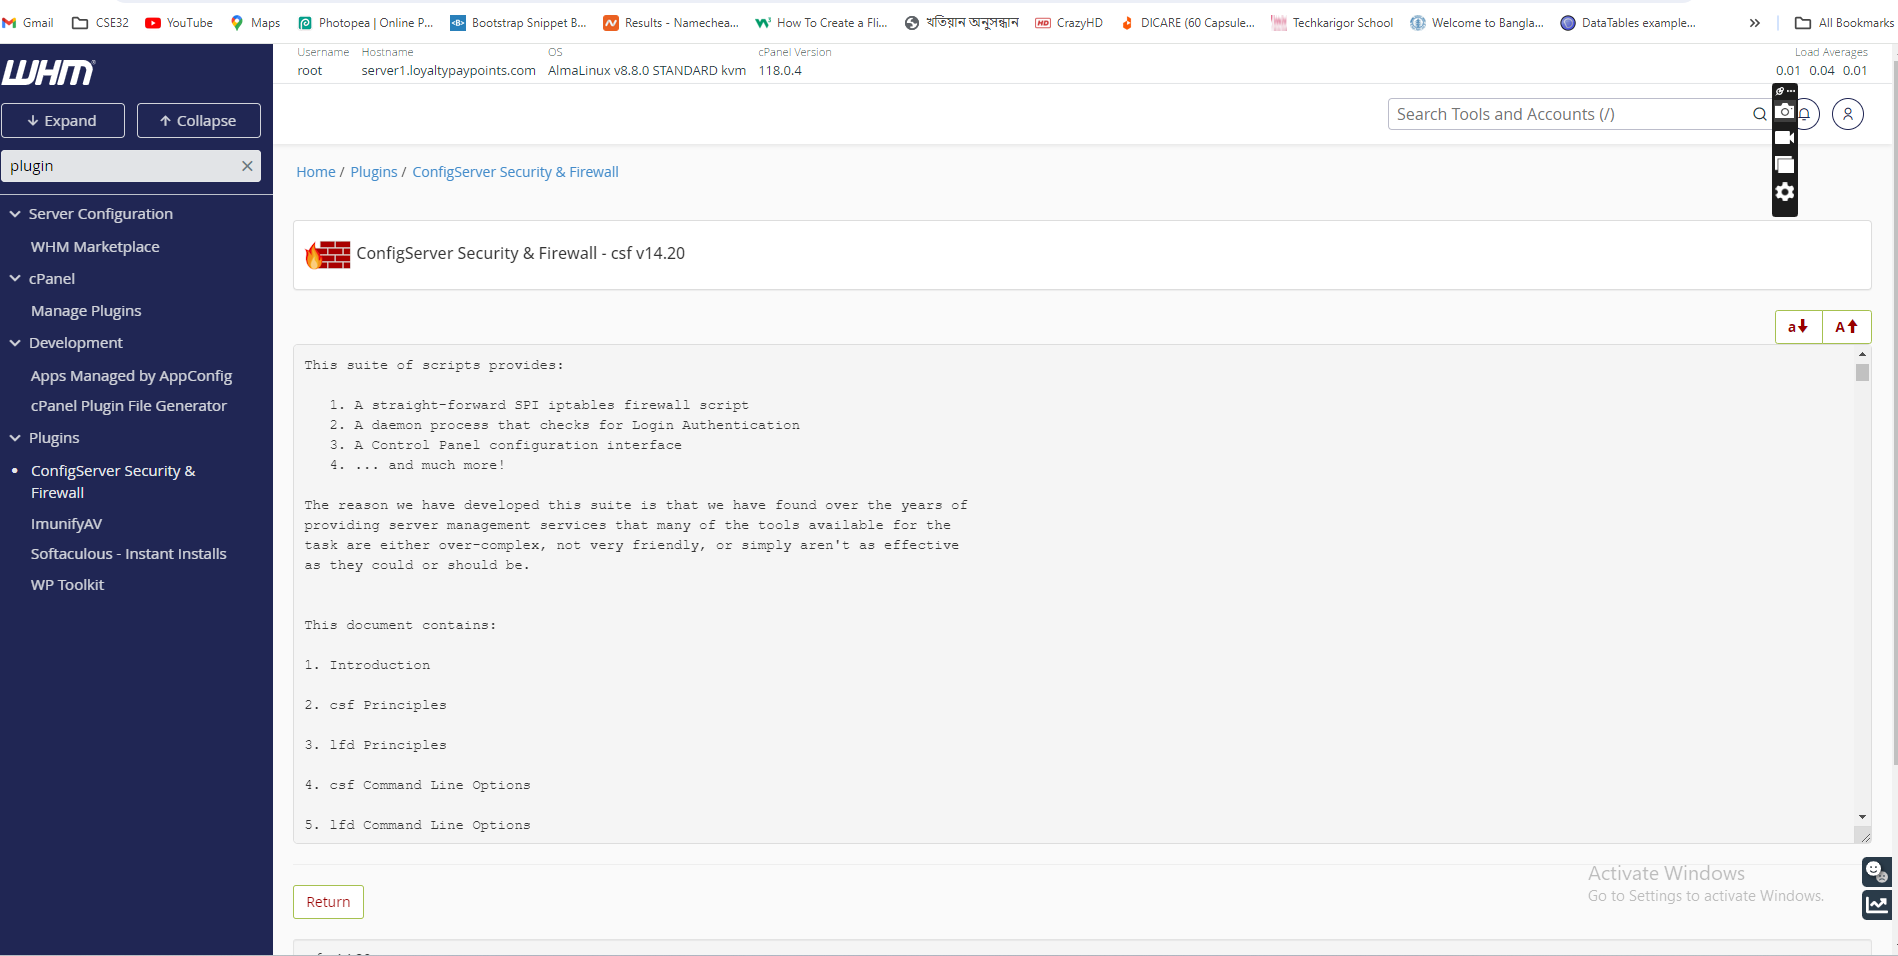 Gmail CSE32 YouTube Maps Photopea | Online P... Bootstrap Snippet B... Results - Namechea... How To Create a Fli... খতিয়ান অনুসন্ধান CrazyHD DICARE (60 Capsule... Techkarigor School Welcome to Bangla... DataTables example... » All Bookmarks
WHM
Username Hostname OS cPanel Version Load Averages
root server1.loyaltypaypoints.com AlmaLinux v8.8.0 STANDARD kvm 118.0.4 0.01 0.04 0.01
Expand Collapse
Search Tools and Accounts (/)
plugin
Home / Plugins / ConfigServer Security & Firewall
Server Configuration
WHM Marketplace
cPanel
Manage Plugins
Development
Apps Managed by AppConfig
cPanel Plugin File Generator
Plugins
ConfigServer Security &
Firewall
ImunifyAV
Softaculous - Instant Installs
WP Toolkit
ConfigServer Security & Firewall - csf v14.20
a A
This suite of scripts provides:
1. A straight-forward SPI iptables firewall script
2. A daemon process that checks for Login Authentication
3. A Control Panel configuration interface
4. ... and much more!
The reason we have developed this suite is that we have found over the years of
providing server management services that many of the tools available for the
task are either over-complex, not very friendly, or simply aren't as effective
as they could or should be.
This document contains:
1. Introduction
2. csf Principles
3. lfd Principles
4. csf Command Line Options
5. lfd Command Line Options
Return
Activate Windows
Go to Settings to activate Windows.